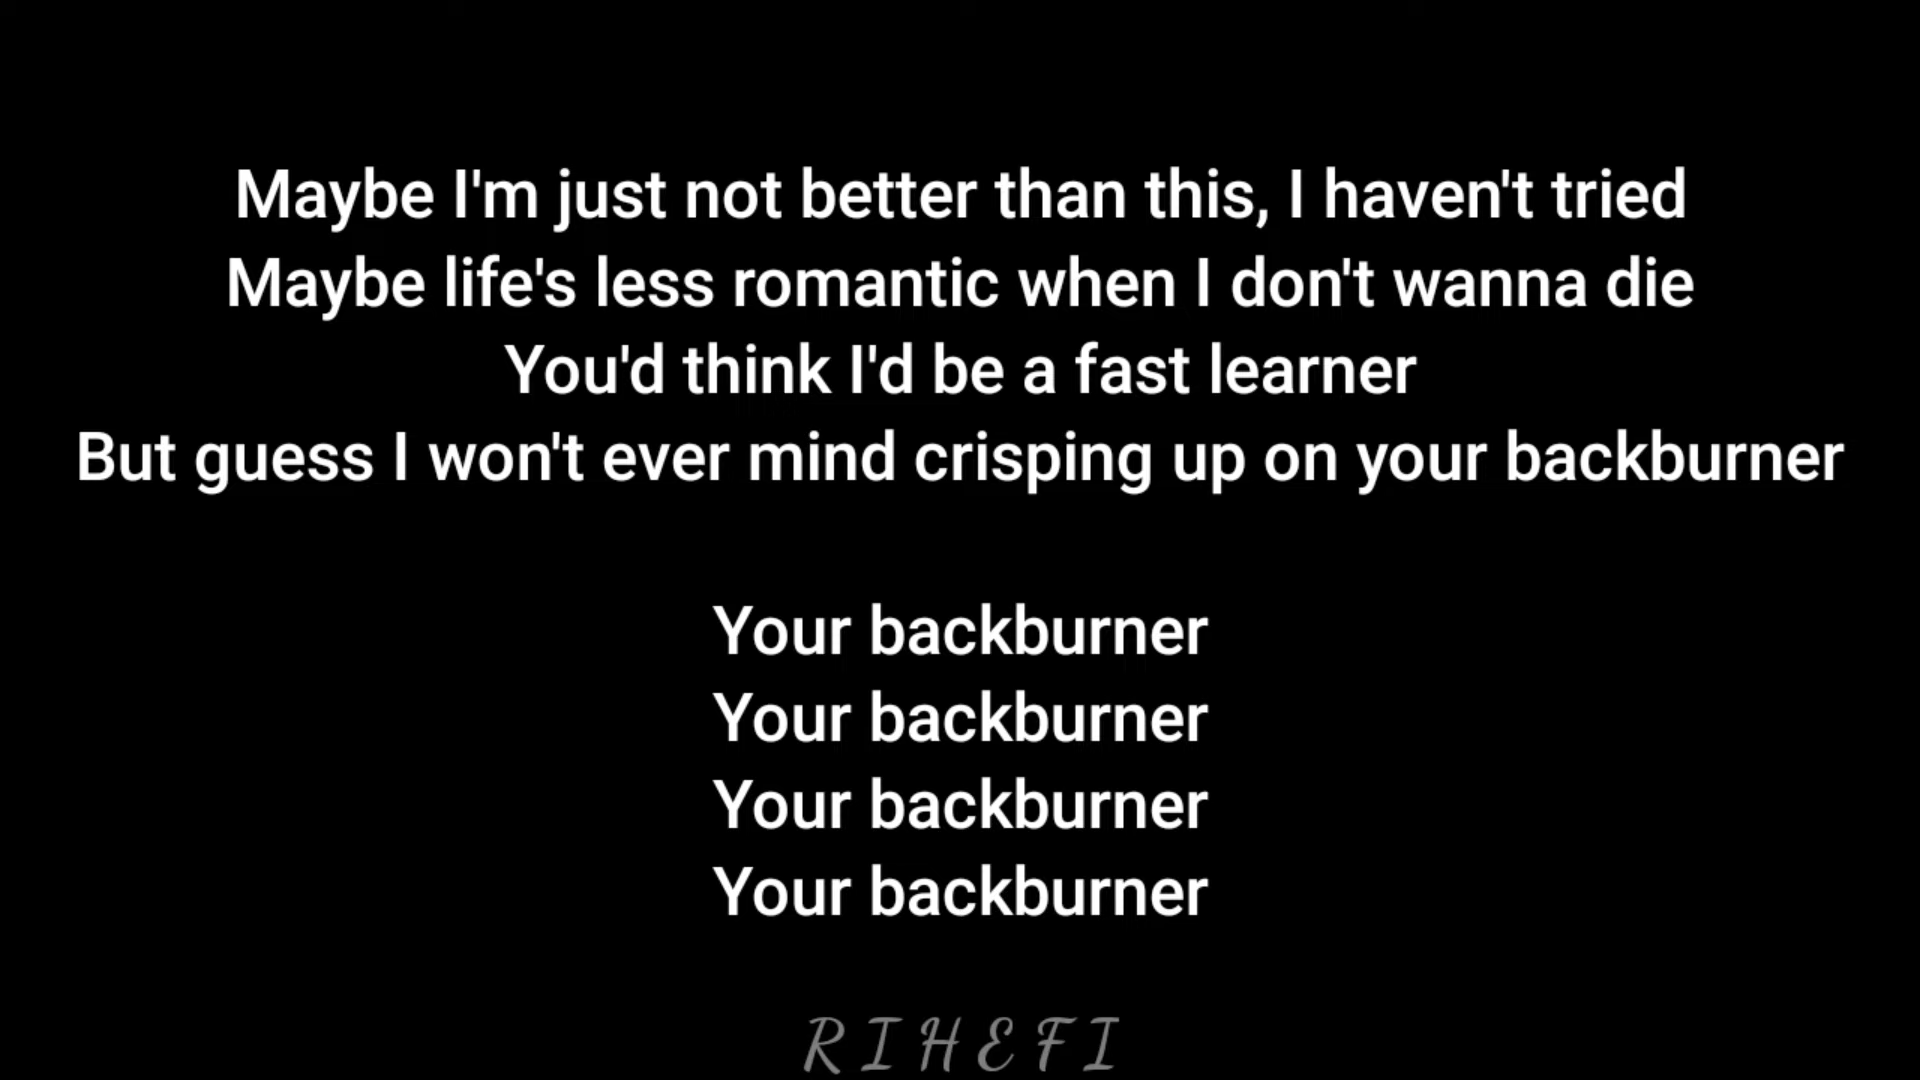 Maybe I'm just not better than this, I haven't tried
Maybe life's less romantic when I don't wanna die
You'd think I'd be a fast learner
But guess I won't ever mind crisping up on your backburner
Your backburner
Your backburner
Your backburner
Your backburner
RIHEFI